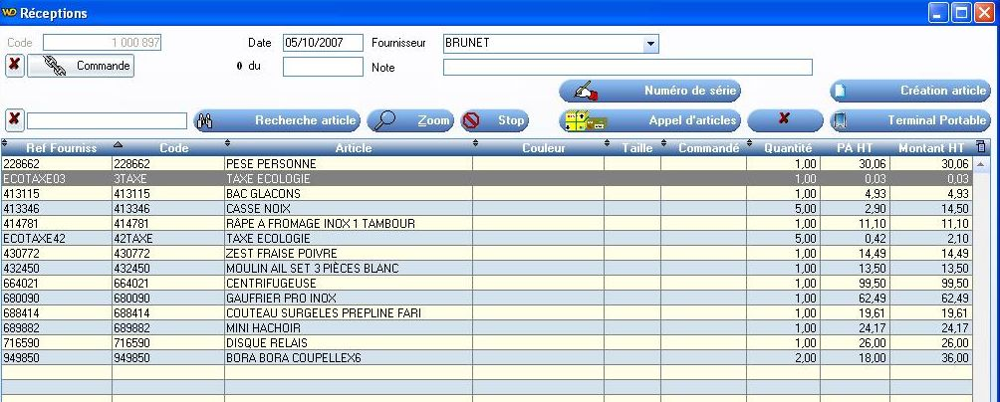 WD Réceptions
Code 1 000 897 Date 05/10/2007 Fournisseur BRUNET
Commande 0 du Note
Numéro de série Création article
Recherche article Zoom Stop Appel d'articles Terminal Portable
Ref Fourniss Code Article Couleur Taille Commandé Quantité PA HT Montant HT
228662 228662 PESE PERSONNE 1,00 30,06 30,06
ECOTAXE03 3TAXE TAXE ECOLOGIE 1,00 0,03 0,03
413115 413115 BAC GLACONS 1,00 4,93 4,93
413346 413346 CASSE NOIX 5,00 2,90 14,50
414781 414781 RÂPE A FROMAGE INOX 1 TAMBOUR 1,00 11,10 11,10
ECOTAXE42 42TAXE TAXE ECOLOGIE 5,00 0,42 2,10
430772 430772 ZEST FRAISE POIVRE 1,00 14,49 14,49
432450 432450 MOULIN AIL SET 3 PIÈCES BLANC 1,00 13,50 13,50
664021 664021 CENTRIFUGEUSE 1,00 99,50 99,50
680090 680090 GAUFRIER PRO INOX 1,00 62,49 62,49
688414 688414 COUTEAU SURGELES PREPLINE FARI 1,00 19,61 19,61
689882 689882 MINI HACHOIR 1,00 24,17 24,17
716590 716590 DISQUE RELAIS 1,00 26,00 26,00
949850 949850 BORA BORA COUPELLEX6 2,00 18,00 36,00